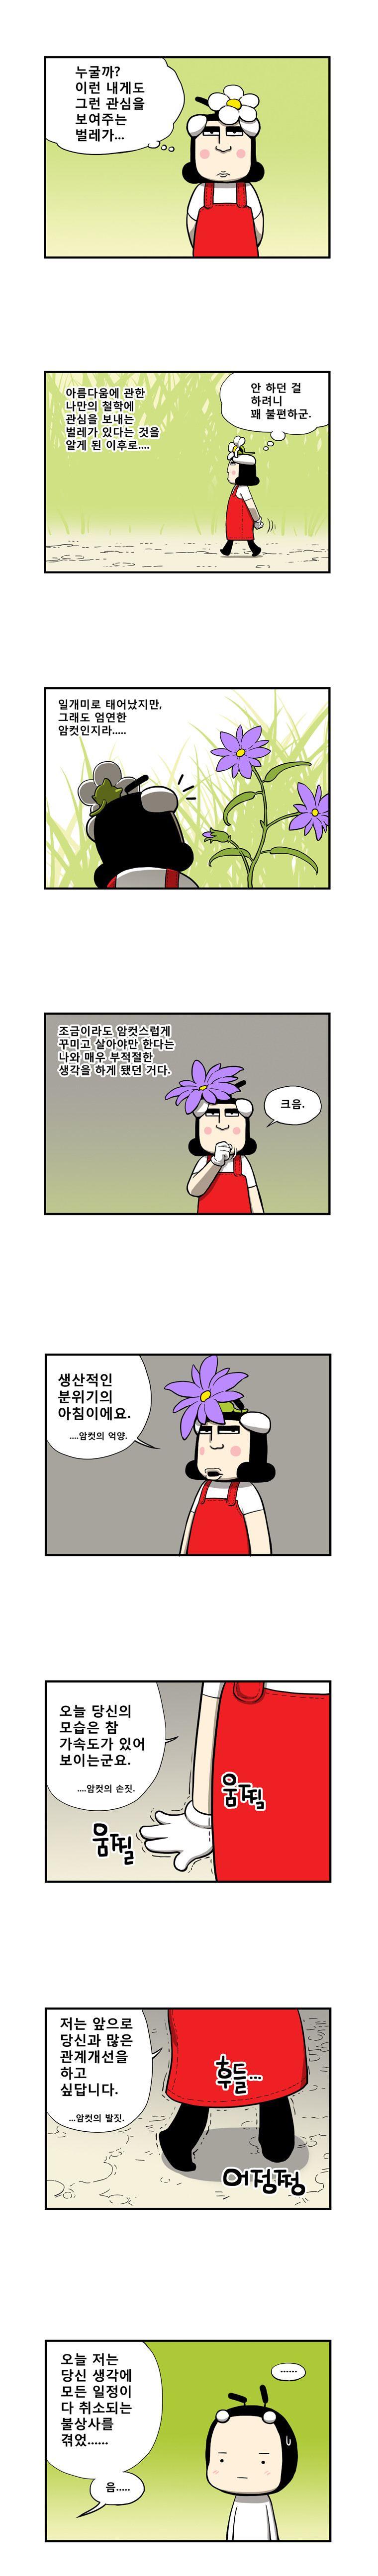 누굴까?
이런 내게도
그런 관심을
보여주는
벌레가...
아름다움에 관한
나만의 철학에
관심을 보내는
벌레가 있다는 것을
알게 된 이후로....
안 하던 걸
하려니
꽤 불편하군.
일개미로 태어났지만,
그래도 엄연한
암컷인지라.....
조금이라도 암컷스럽게
꾸미고 살아야만 한다는
나와 매우 부적절한
생각을 하게 됐던 거다.
크음.
생산적인
분위기의
아침이에요.
....암컷의 억양.
오늘 당신의
모습은 참
가속도가 있어
보이는군요.
....암컷의 손짓.
움찔
움찔
저는 앞으로
당신과 많은
관계개선을
하고
싶답니다.
...암컷의 발짓.
후들...
어정쩡
오늘 저는
당신 생각에
모든 일정이
다 취소되는
불상사를
겪었......
......
음.....